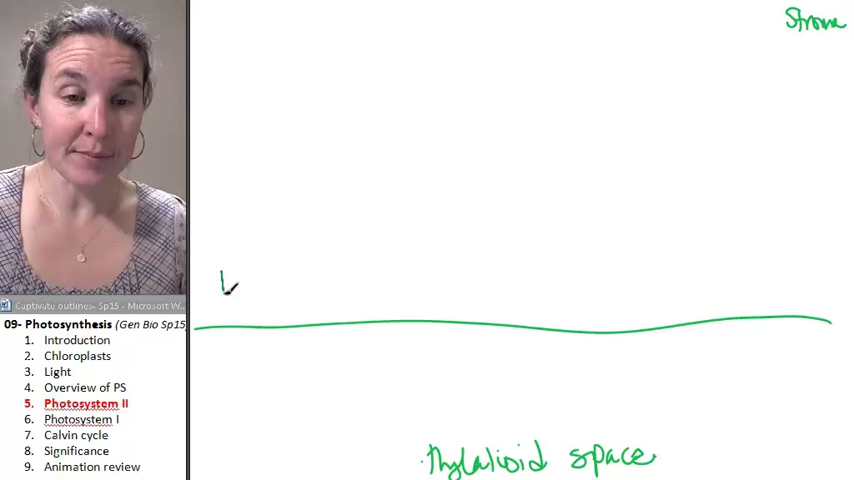 Stroma
Captivate outlines- Sp15 - Microsoft W.
09- Photosynthesis (Gen Bio Sp15)
1. Introduction
2. Chloroplasts
3. Light
4. Overview of PS
5. Photosystem II
6. Photosystem I
7. Calvin cycle
8. Significance
9. Animation review
thylakoid space